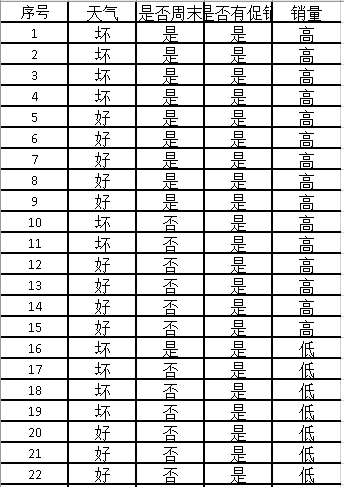 序号 天气 是否周末 是否有促销 销量
1 坏 是 是 高
2 坏 是 是 高
3 坏 是 是 高
4 坏 是 是 高
5 好 是 是 高
6 好 是 是 高
7 好 是 是 高
8 好 是 是 高
9 好 是 是 高
10 坏 否 是 高
11 坏 否 是 高
12 好 否 是 高
13 好 否 是 高
14 好 否 是 高
15 好 否 是 高
16 坏 是 是 低
17 坏 否 是 低
18 坏 否 是 低
19 坏 否 是 低
20 好 否 是 低
21 好 否 是 低
22 好 否 是 低